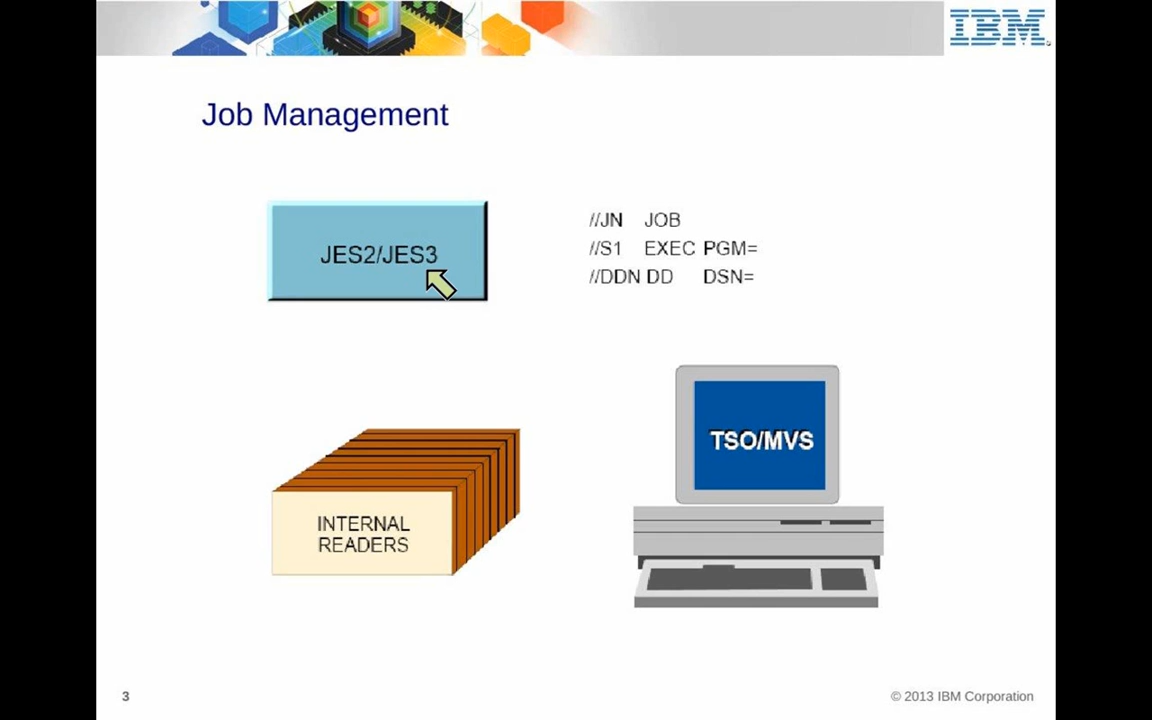 IBM
Job Management
JES2/JES3
//JN JOB
//S1 EXEC PGM=
//DDN DD DSN=
TSO/MVS
INTERNAL
READERS
3
© 2013 IBM Corporation